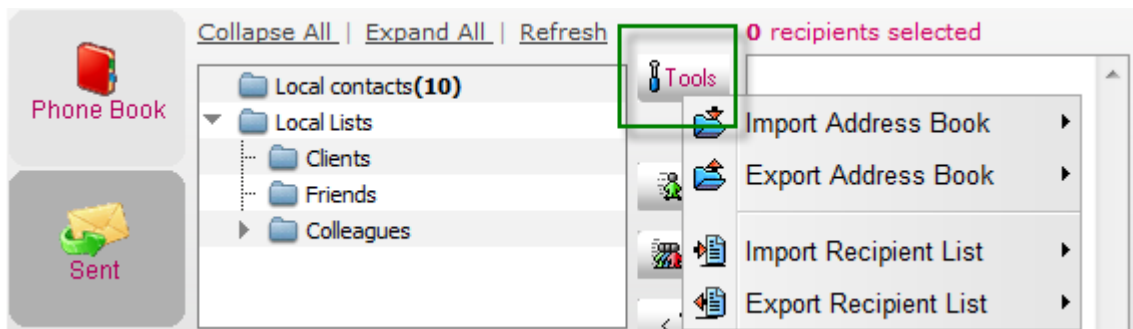 Collapse All | Expand All | Refresh
0 recipients selected
Phone Book
Local contacts(10)
Local Lists
Clients
Friends
Colleagues
Sent
Tools
Import Address Book
Export Address Book
Import Recipient List
Export Recipient List